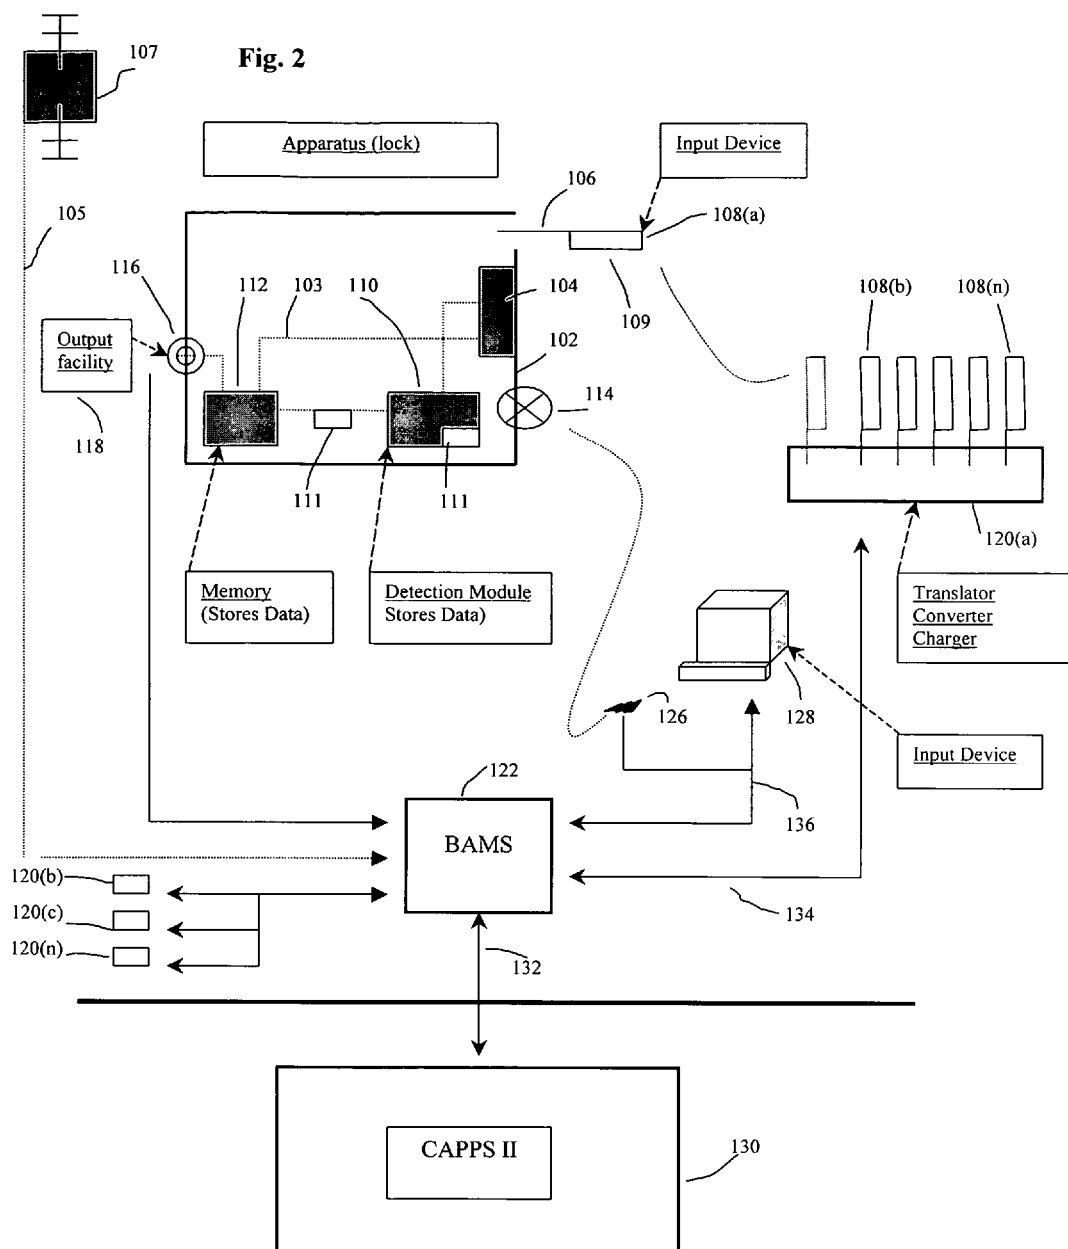 Fig. 2
107
Apparatus (lock)
Input Device
106
108(a)
105
116
112
103
110
104
109
108(b)
108(n)
Output
facility
102
114
118
111
111
120(a)
Memory
(Stores Data)
Detection Module
Stores Data)
Translator
Converter
Charger
126
128
Input Device
122
136
BAMS
120(b)
120(c)
120(n)
134
132
CAPPS II
130